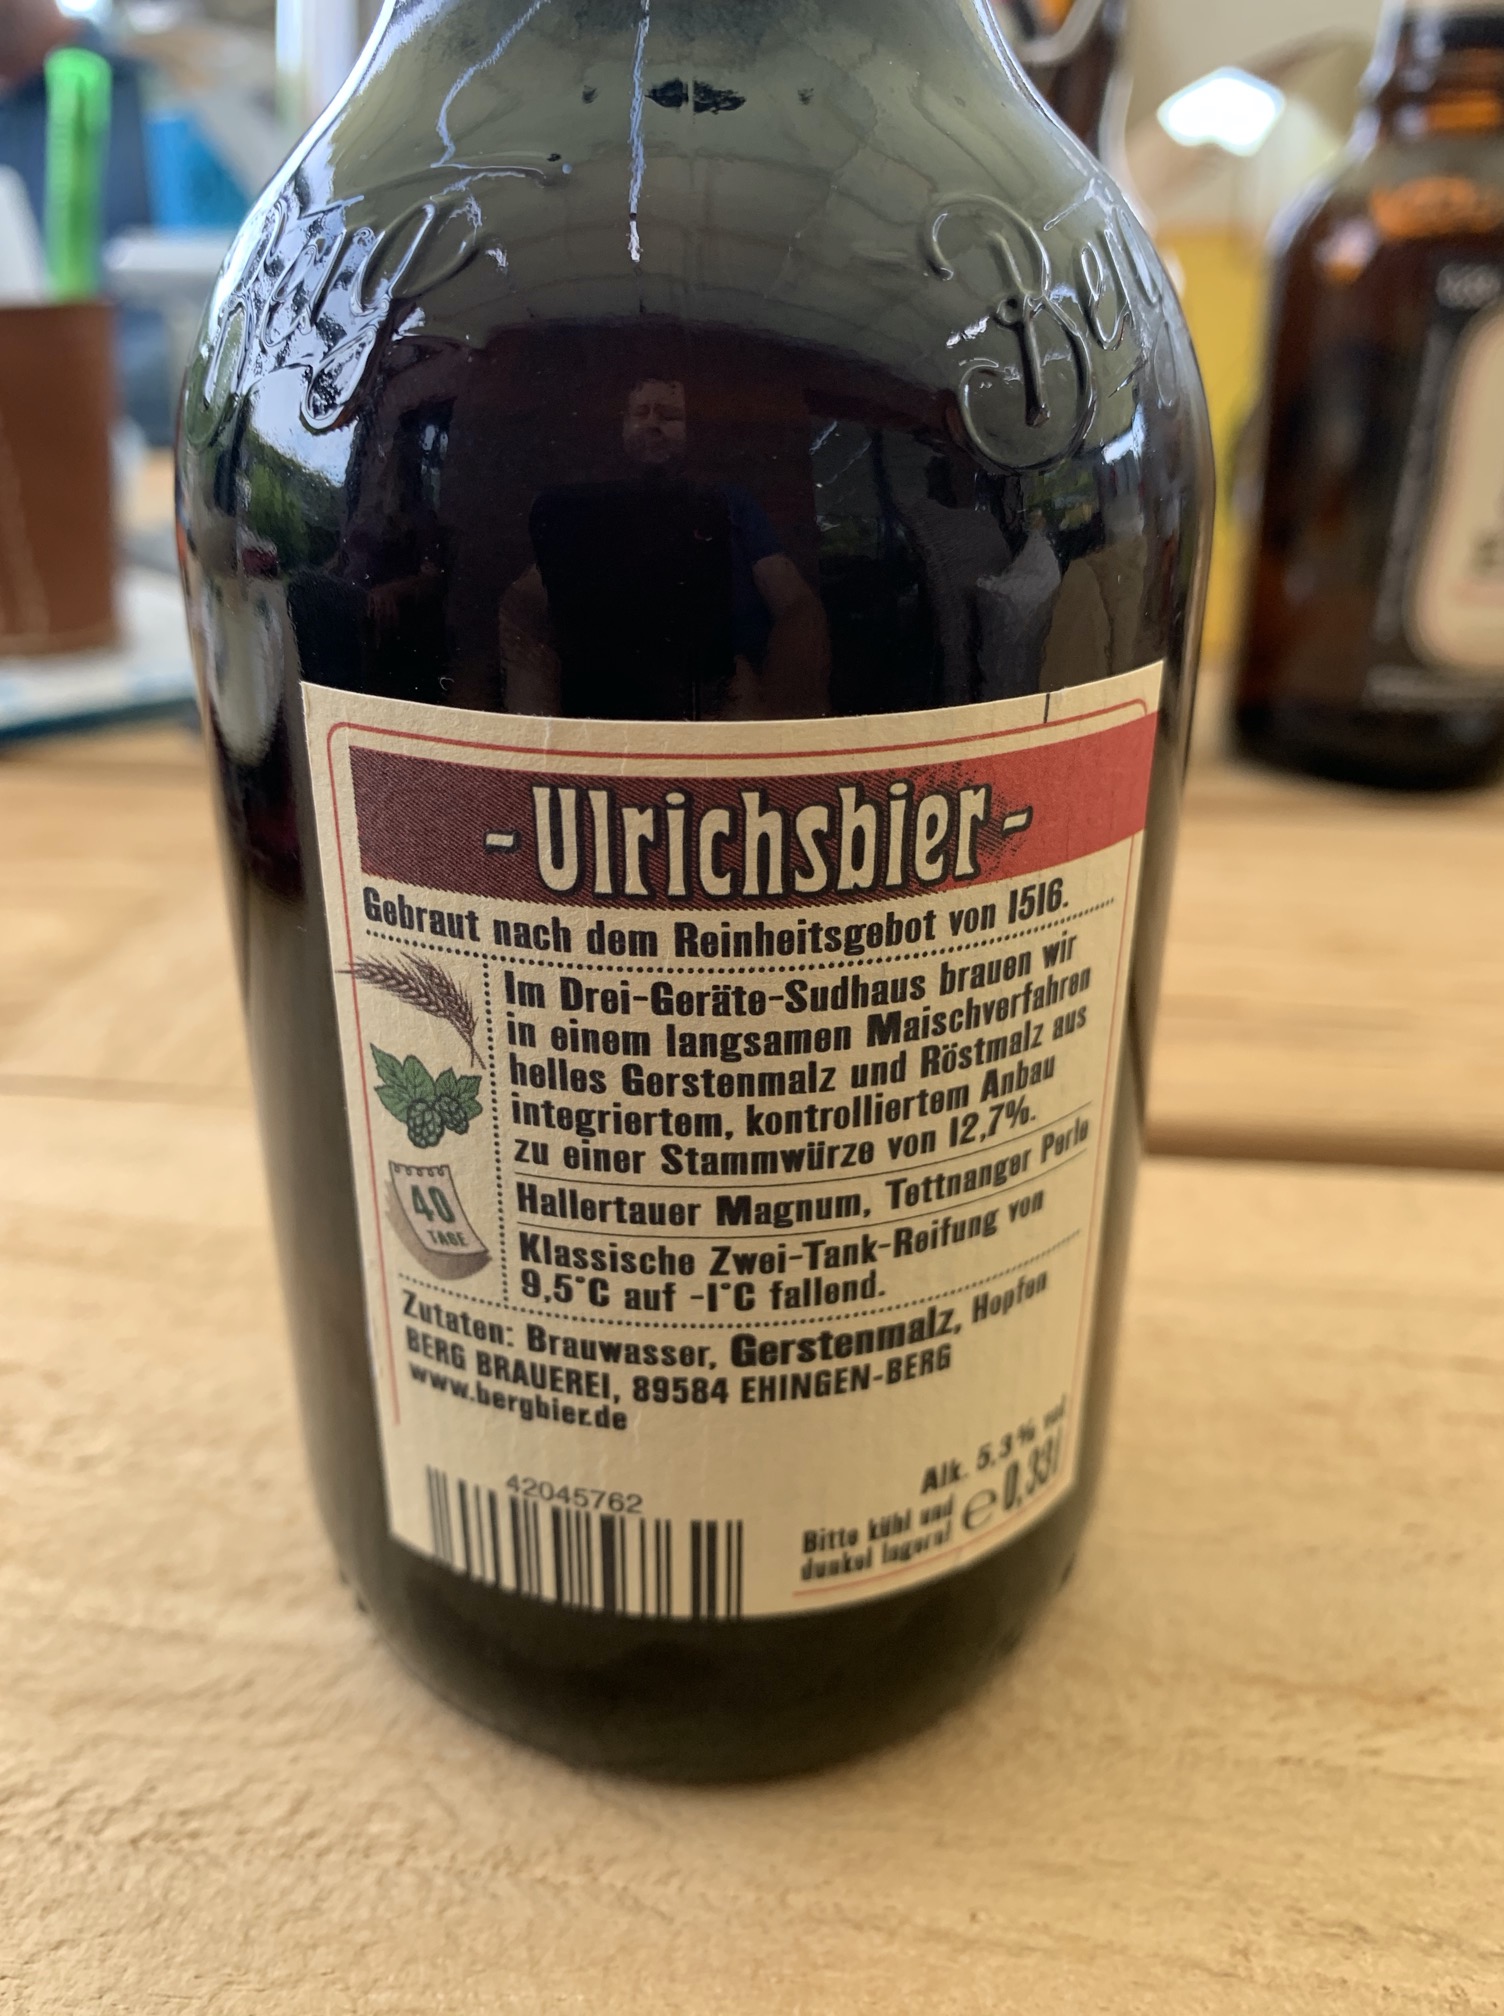 Berg
Berg
-Ulrichsbier-
Gebraut nach dem Reinheitsgebot von 1516.
Im Drei-Geräte-Sudhaus brauen wir
in einem langsamen Maischverfahren
helles Gerstenmalz und Röstmalz aus
integriertem, kontrolliertem Anbau
zu einer Stammwürze von 12,7%.
Hallertauer Magnum, Tettnanger Perle
40
TAGE
Klassische Zwei-Tank-Reifung von
9,5°C auf -1°C fallend.
Zutaten: Brauwasser, Gerstenmalz, Hopfen
BERG BRAUEREI, 89584 EHINGEN-BERG
www.bergbier.de
Alk. 5,3 % vol
42045762
Bitte kühl und
dunkel lagern!
e 0,33l